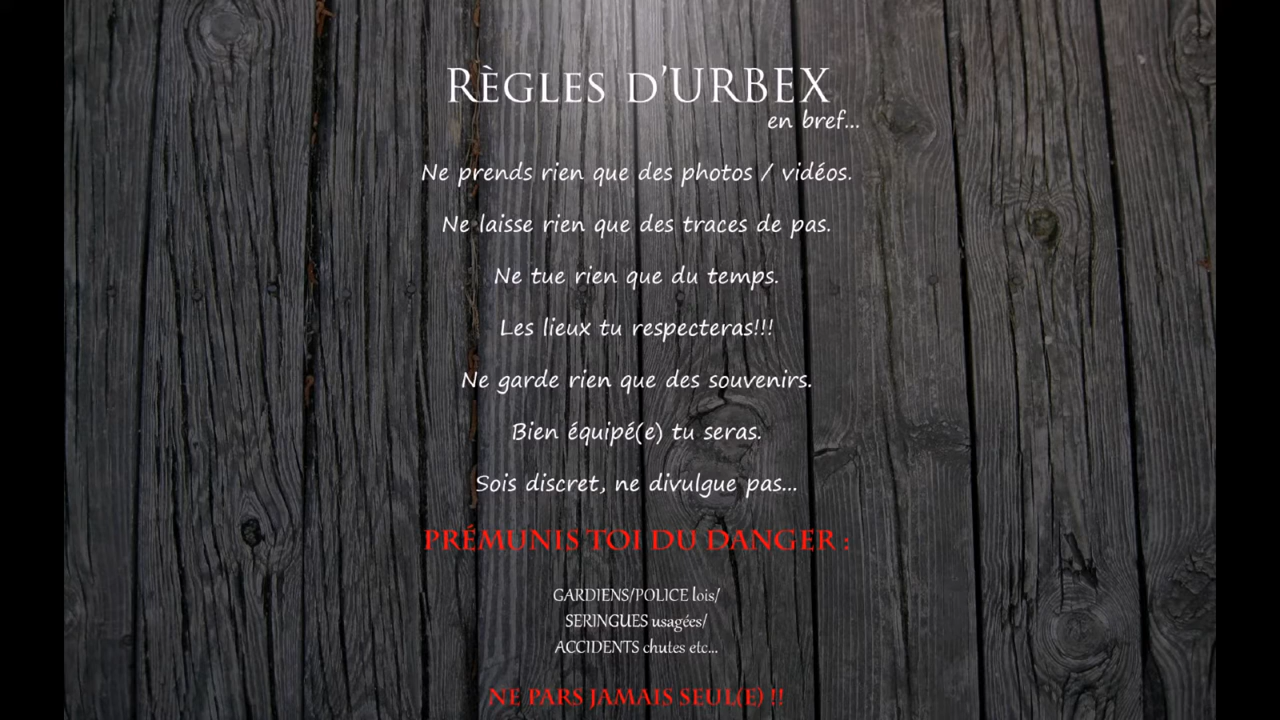 RÈGLES D'URBEX
en bref...
Ne prends rien que des photos / vidéos.
Ne laisse rien que des traces de pas.
Ne tue rien que du temps.
Les lieux tu respecteras!!!
Ne garde rien que des souvenirs.
Bien équipé(e) tu seras.
Sois discret, ne divulgue pas...
PRÉMUNIS TOI DU DANGER :
GARDIENS/POLICE lois/
SERINGUES usagées/
ACCIDENTS chutes etc...
NE PARS JAMAIS SEUL(E) !!